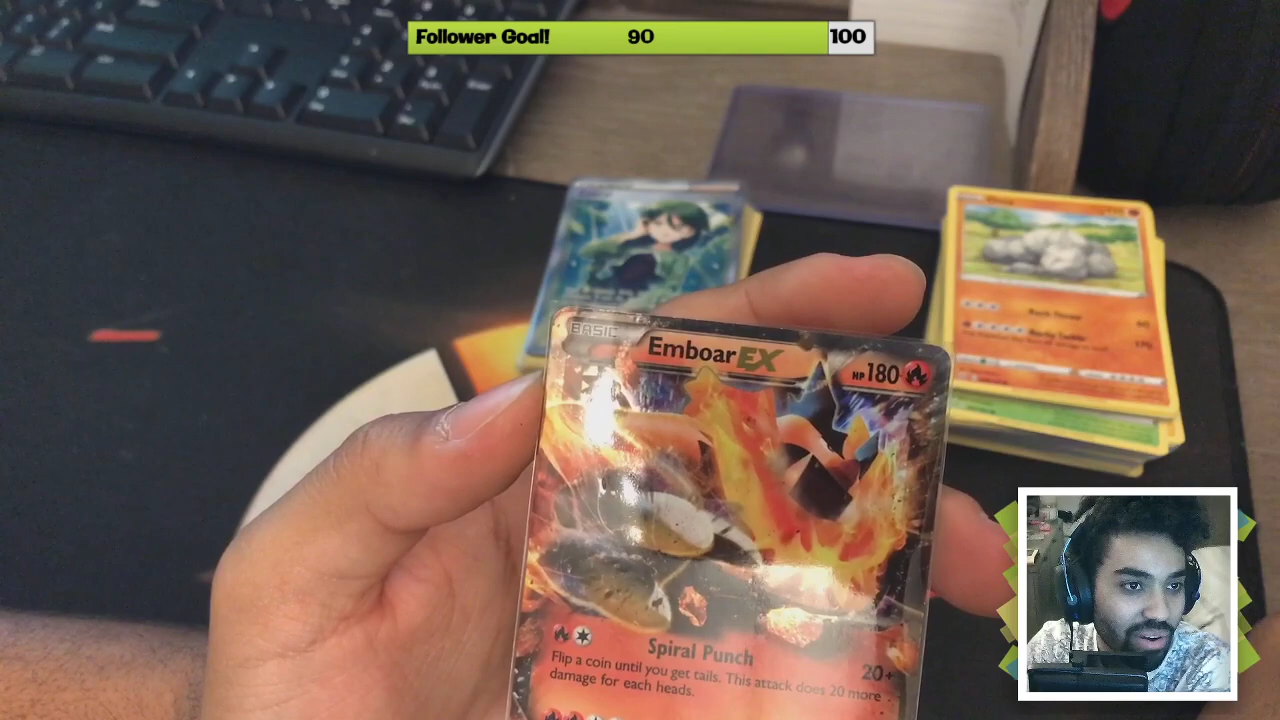 Follower Goal! 90 100
BASIC
Emboar EX HP 180
Spiral Punch 20+
Flip a coin until you get tails. This attack does 20 more
damage for each heads.